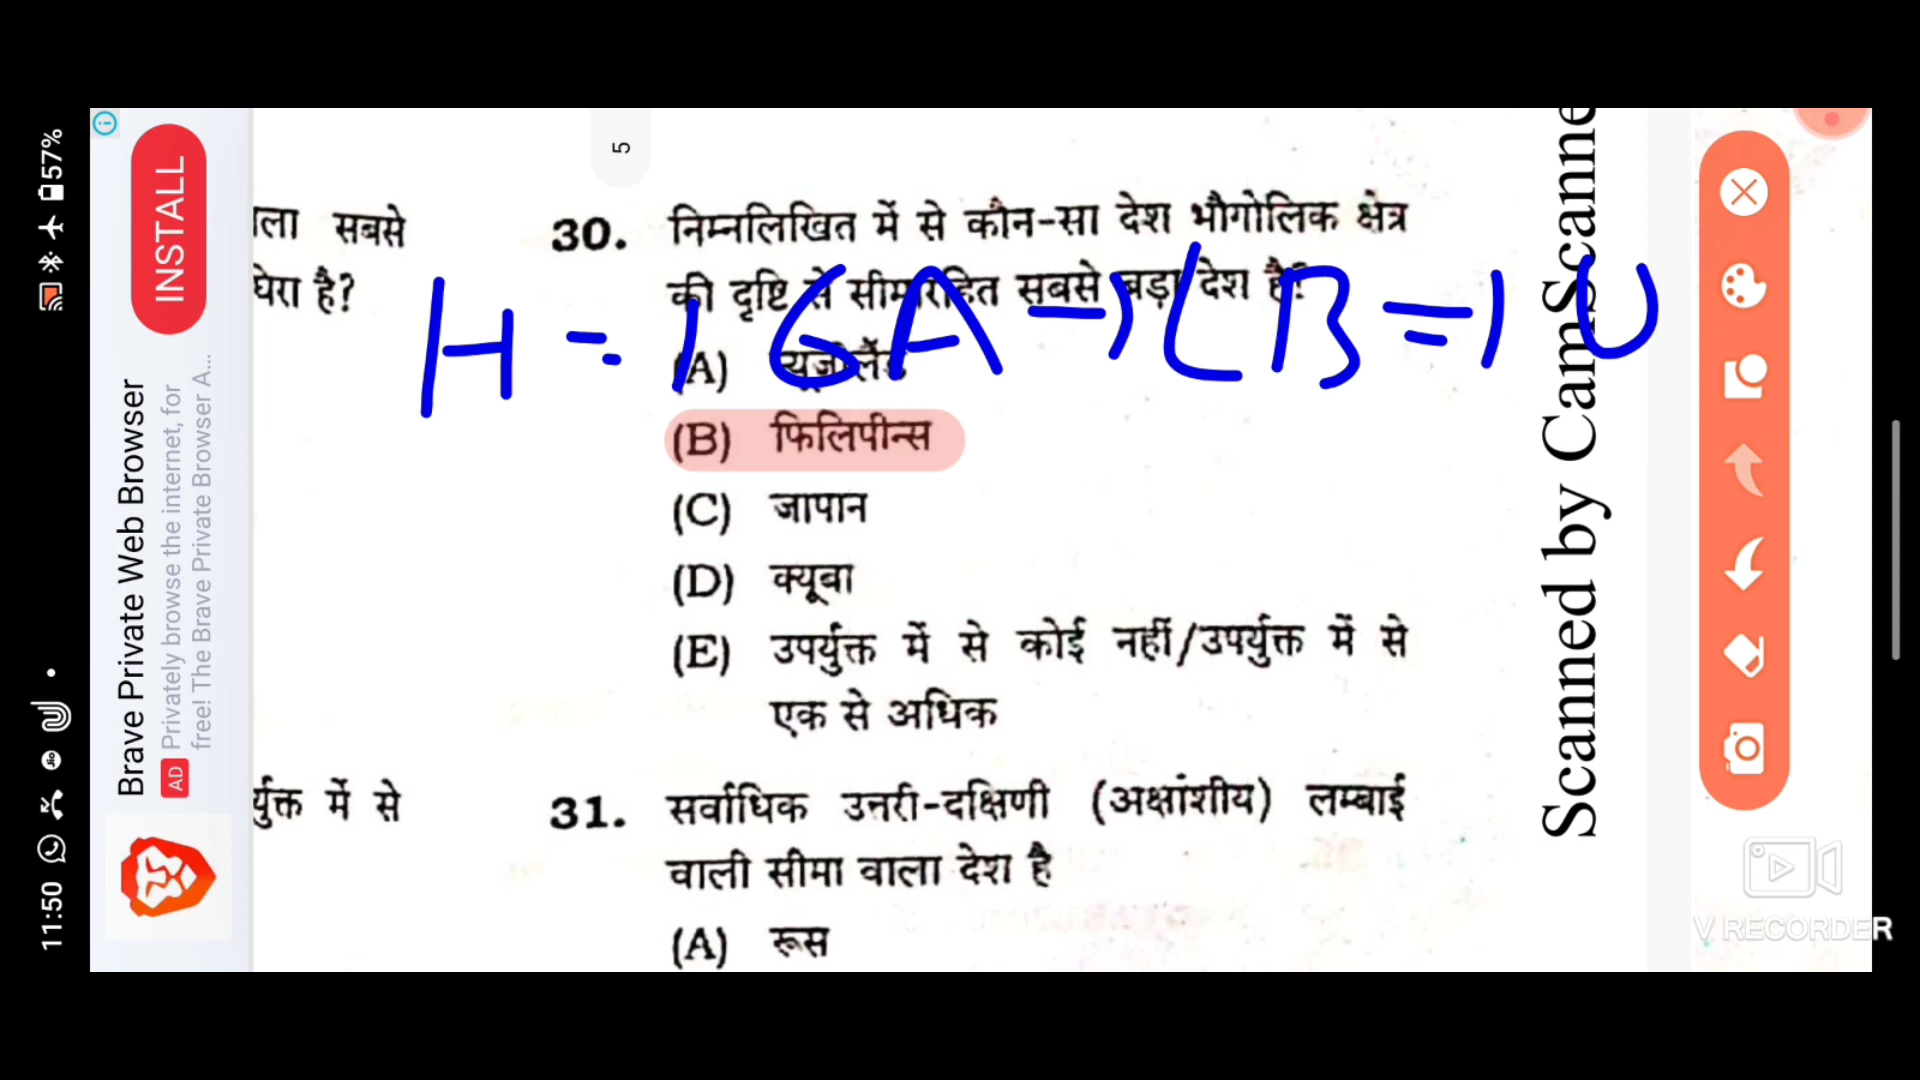 11:50
57%
INSTALL
Brave Private Web Browser
AD Privately browse the internet, for
free! The Brave Private Browser A...
5
सबसे
घेरा है?
में से
30. निम्नलिखित में से कौन-सा देश भौगोलिक क्षेत्र
की दृष्टि से सीमारहित सबसे बड़ा देश है?
(A) न्यूजीलैंड
(B) फिलिपीन्स
(C) जापान
(D) क्यूबा
(E) उपर्युक्त में से कोई नहीं/उपर्युक्त में से
एक से अधिक
31. सर्वाधिक उत्तरी-दक्षिणी (अक्षांशीय) लम्बाई
वाली सीमा वाला देश है
(A) रूस
H = 1 G A - 1 L B = 1 U
Scanned by CamScanne
V RECORDER